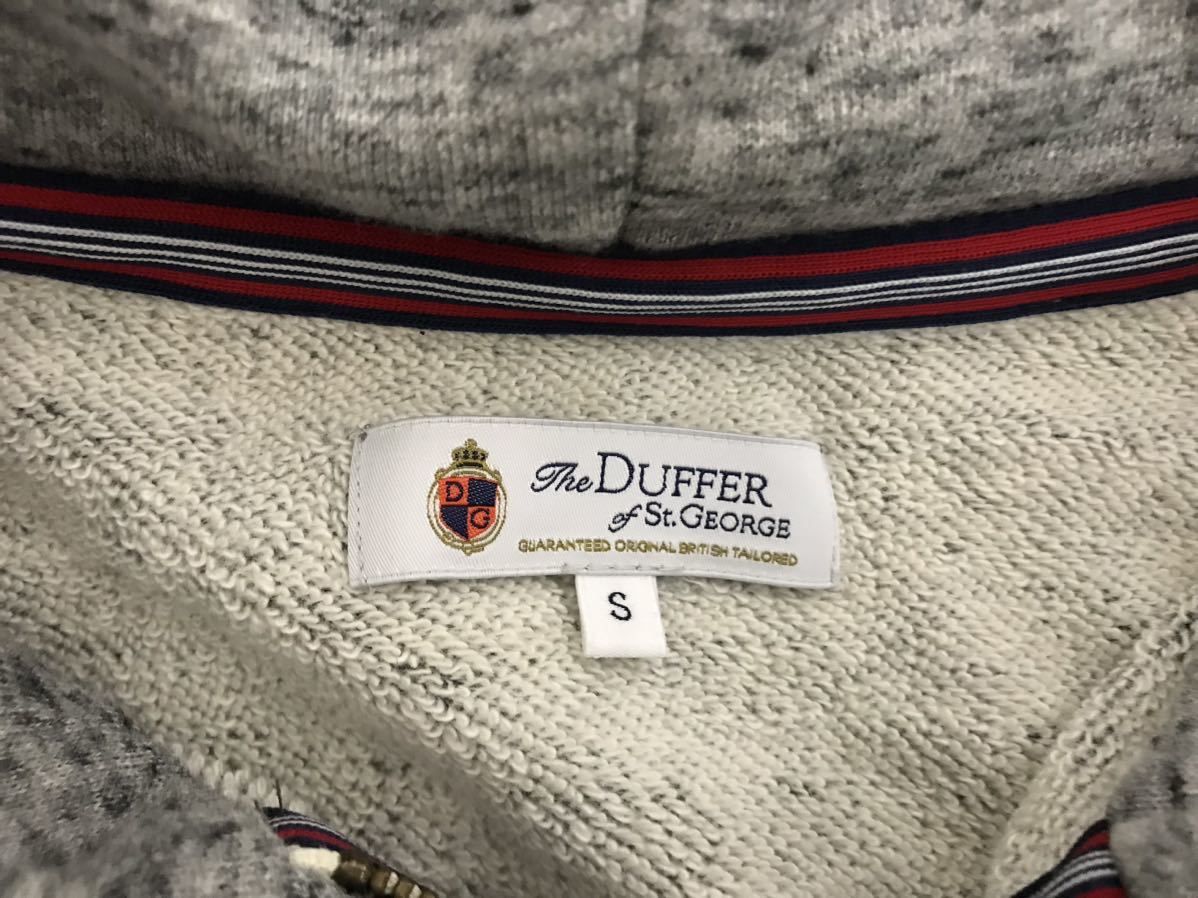 D
G
The DUFFER
of St. GEORGE
GUARANTEED ORIGINAL BRITISH TAILORED
S